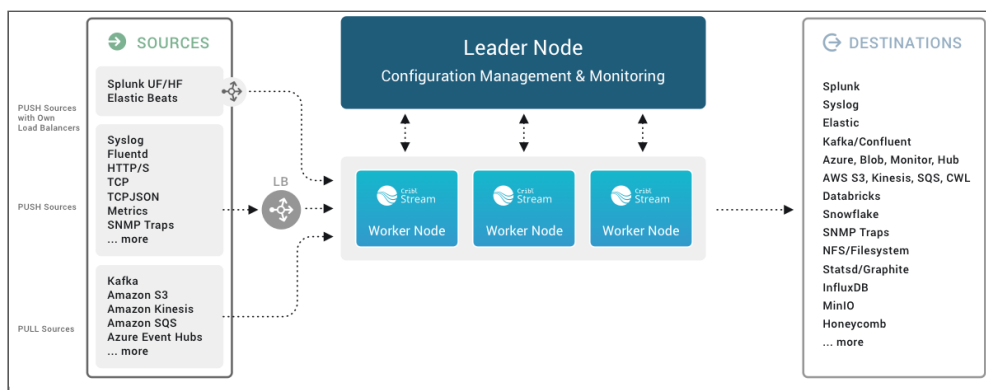 SOURCES
PUSH Sources
with Own
Load Balancers
Splunk UF/HF
Elastic Beats
PUSH Sources
Syslog
Fluentd
HTTP/S
TCP
TCPJSON
Metrics
SNMP Traps
... more
PULL Sources
Kafka
Amazon S3
Amazon Kinesis
Amazon SQS
Azure Event Hubs
... more
LB
Leader Node
Configuration Management & Monitoring
Cribl
Stream
Worker Node
Cribl
Stream
Worker Node
Cribl
Stream
Worker Node
DESTINATIONS
Splunk
Syslog
Elastic
Kafka/Confluent
Azure, Blob, Monitor, Hub
AWS S3, Kinesis, SQS, CWL
Databricks
Snowflake
SNMP Traps
NFS/Filesystem
Statsd/Graphite
InfluxDB
MinIO
Honeycomb
... more